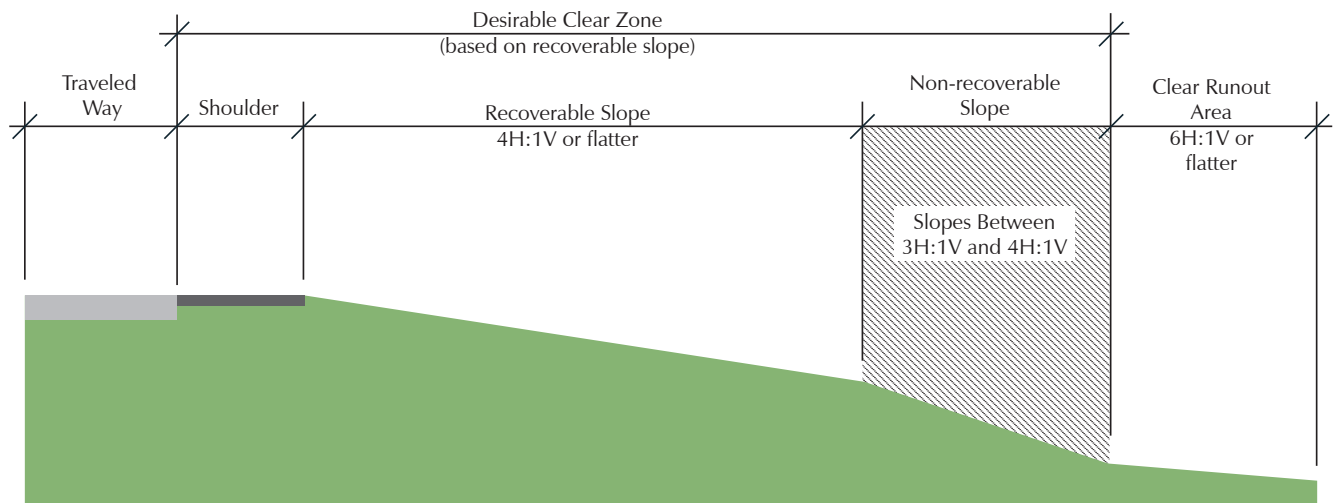 Desirable Clear Zone
(based on recoverable slope)
Traveled
Way
Shoulder
Recoverable Slope
4H:1V or flatter
Non-recoverable
Slope
Clear Runout
Area
6H:1V or
flatter
Slopes Between
3H:1V and 4H:1V